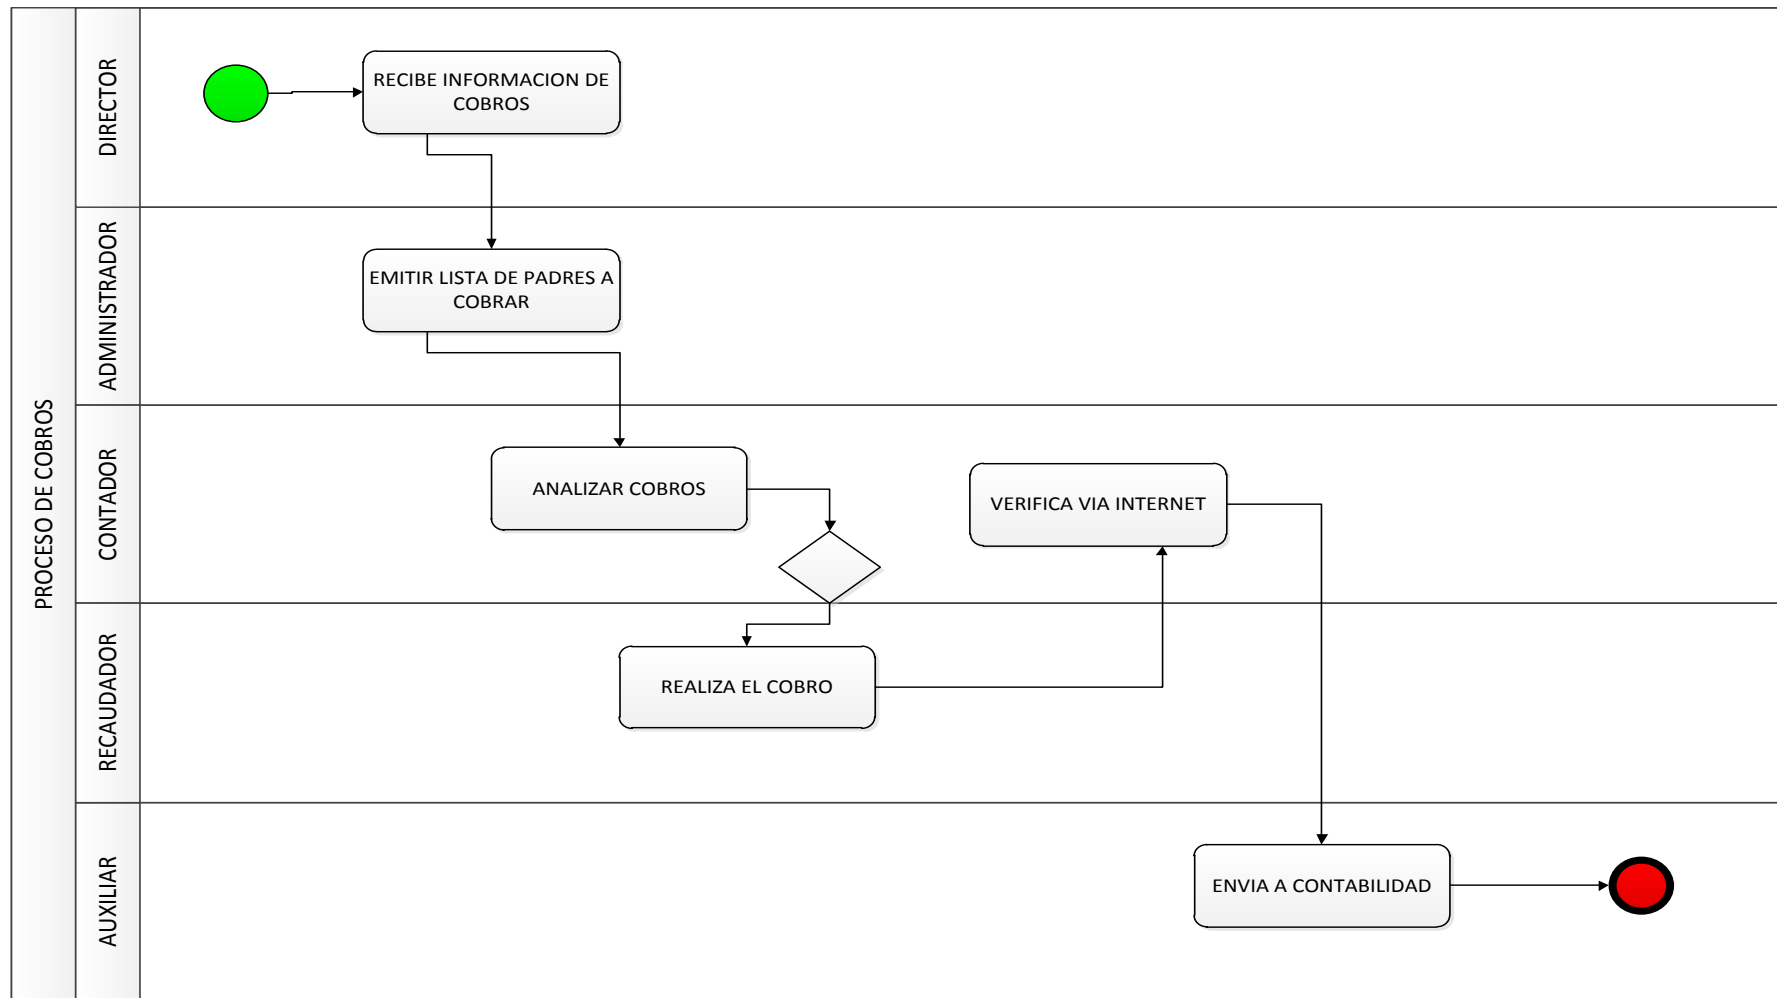 PROCESO DE COBROS
DIRECTOR
RECIBE INFORMACION DE
COBROS
ADMINISTRADOR
EMITIR LISTA DE PADRES A
COBRAR
CONTADOR
ANALIZAR COBROS
VERIFICA VIA INTERNET
RECAUDADOR
REALIZA EL COBRO
AUXILIAR
ENVIA A CONTABILIDAD